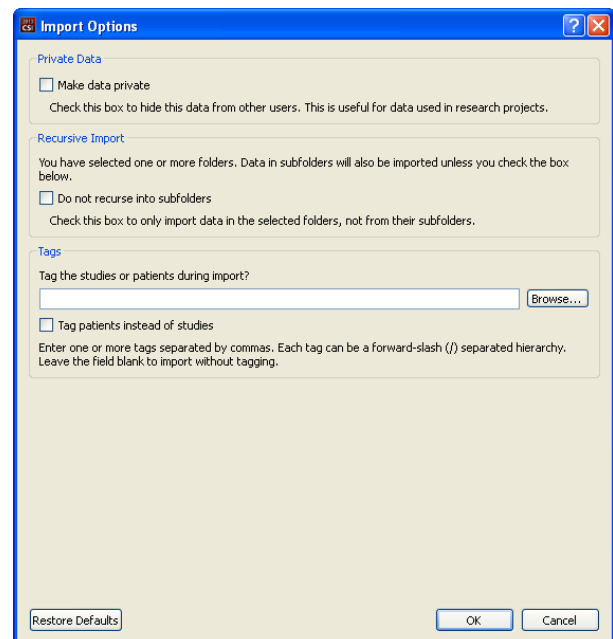 CSi Import Options
Private Data
Make data private
Check this box to hide this data from other users. This is useful for data used in research projects.
Recursive Import
You have selected one or more folders. Data in subfolders will also be imported unless you check the box
below.
Do not recurse into subfolders
Check this box to only import data in the selected folders, not from their subfolders.
Tags
Tag the studies or patients during import?
Browse...
Tag patients instead of studies
Enter one or more tags separated by commas. Each tag can be a forward-slash (/) separated hierarchy.
Leave the field blank to import without tagging.
Restore Defaults OK Cancel